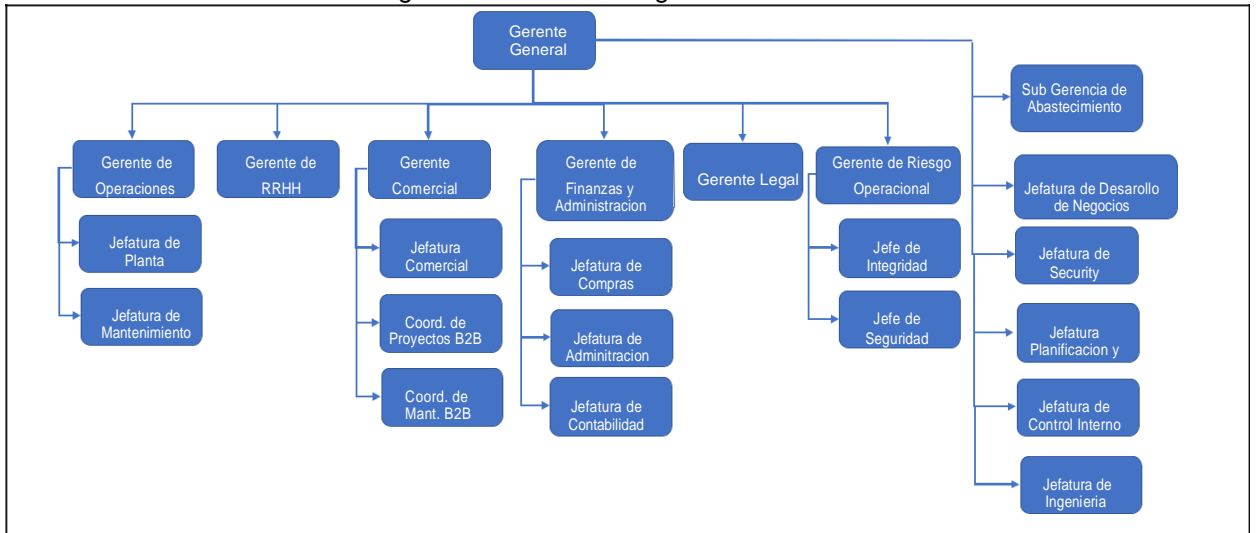 Gerente
General
Sub Gerencia de
Abastecimiento
Gerente de
Operaciones
Gerente de
RRHH
Gerente
Comercial
Gerente de
Finanzas y
Administracion
Gerente Legal
Gerente de Riesgo
Operacional
Jefatura de Desarollo
de Negocios
Jefatura de
Planta
Jefatura
Comercial
Jefatura de
Compras
Jefe de
Integridad
Jefatura de
Security
Jefatura de
Mantenimiento
Coord. de
Proyectos B2B
Jefatura de
Adminitracion
Jefe de
Seguridad
Jefatura
Planificacion y
Coord. de
Mant. B2B
Jefatura de
Contabilidad
Jefatura de
Control Interno
Jefatura de
Ingenieria